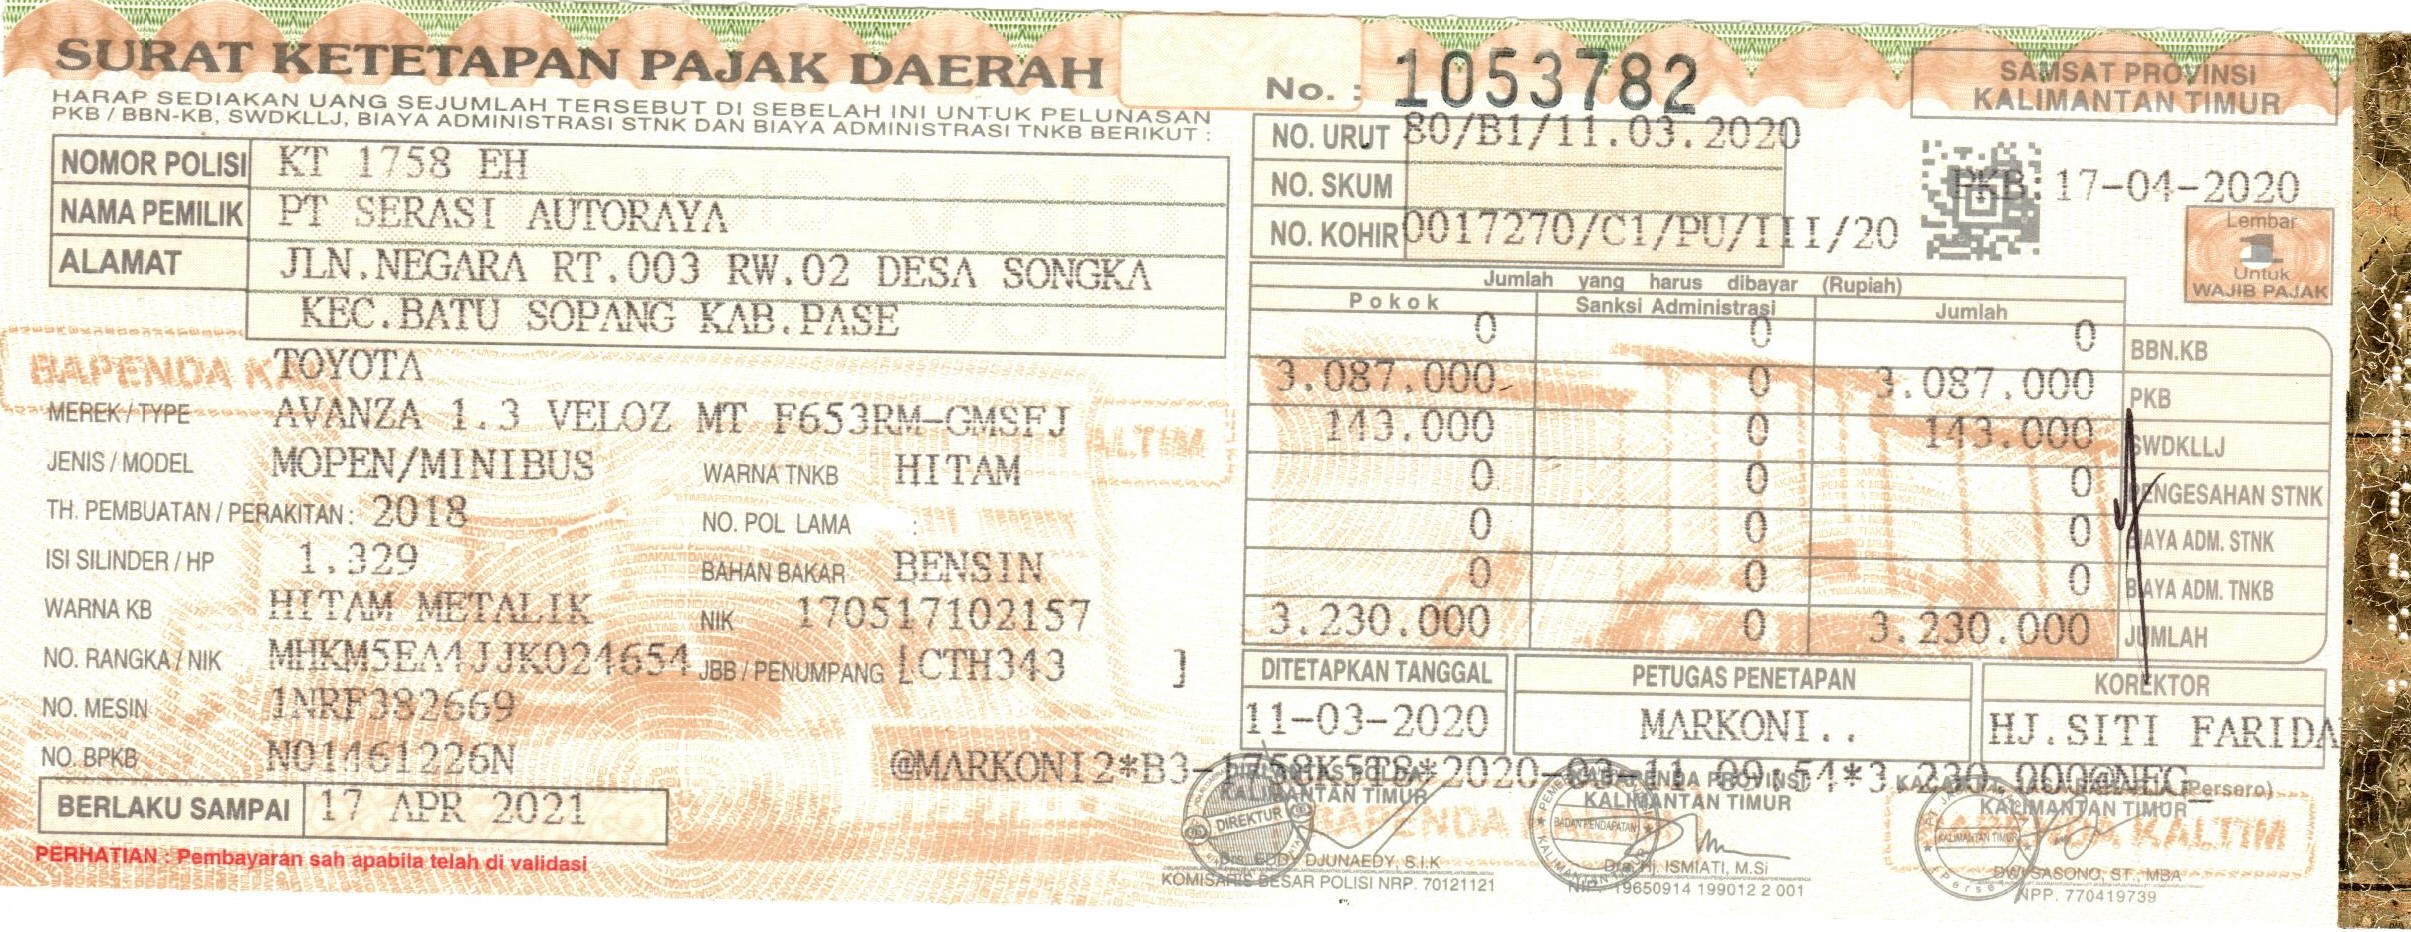 SURAT KETETAPAN PAJAK DAERAH
HARAP SEDIAKAN UANG SEJUMLAH TERSEBUT DI SEBELAH INI UNTUK PELUNASAN
PKB / BBN-KB, SWDKLLJ, BIAYA ADMINISTRASI STNK DAN BIAYA ADMINISTRASI TNKB BERIKUT :
No. : 1053782
SAMSAT PROVINSI
KALIMANTAN TIMUR
NOMOR POLISI KT 1758 EH
NAMA PEMILIK PT SERASI AUTORAYA
ALAMAT JLN.NEGARA RT.003 RW.02 DESA SONGKA
KEC.BATU SOPANG KAB.PASE
NO. URUT 80/B1/11.03.2020
NO. SKUM
NO. KOHIR 0017270/C1/PU/III/20
PKB: 17-04-2020
Lembar
1
Untuk
WAJIB PAJAK
BAPENDA
KALTIM
TOYOTA
MEREK / TYPE AVANZA 1.3 VELOZ MT F653RM-GMSFJ
JENIS / MODEL MOPEN/MINIBUS WARNA TNKB HITAM
TH. PEMBUATAN / PERAKITAN : 2018 NO. POL LAMA :
ISI SILINDER / HP 1.329 BAHAN BAKAR BENSIN
WARNA KB HITAM METALIK NIK 170517102157
NO. RANGKA / NIK MHKM5EA4JJK024654 JBB / PENUMPANG [CTH343 ]
NO. MESIN 1NRF382669
NO. BPKB N01461226N
BERLAKU SAMPAI 17 APR 2021
PERHATIAN : Pembayaran sah apabila telah di validasi
Jumlah yang harus dibayar (Rupiah)
Pokok Sanksi Administrasi Jumlah
0 0 0 BBN.KB
3.087.000 0 3.087.000 PKB
143.000 0 143.000 SWDKLLJ
0 0 0 PENGESAHAN STNK
0 0 0 BIAYA ADM. STNK
0 0 0 BIAYA ADM. TNKB
3.230.000 0 3.230.000 JUMLAH
DITETAPKAN TANGGAL PETUGAS PENETAPAN KOREKTOR
11-03-2020 MARKONI.. HJ.SITI FARIDA
@MARKONI2*B3-1758K5T8*2020-03-11 09:54*3.230.000@NEG
KALIMANTAN TIMUR
DIREKTUR
Drs. EDDY DJUNAEDY, S.I.K
KOMISARIS BESAR POLISI NRP. 70121121
KABAPENDA PROVINSI
KALIMANTAN TIMUR
BADAN PENDAPATAN
Dra. Hj. ISMIATI, M.Si
NIP. 19650914 199012 2 001
(Persero)
KALIMANTAN TIMUR
KALIMANTAN TIMUR
DWI SASONO, ST., MBA
NPP. 770419739
BAPENDA
KALTIM